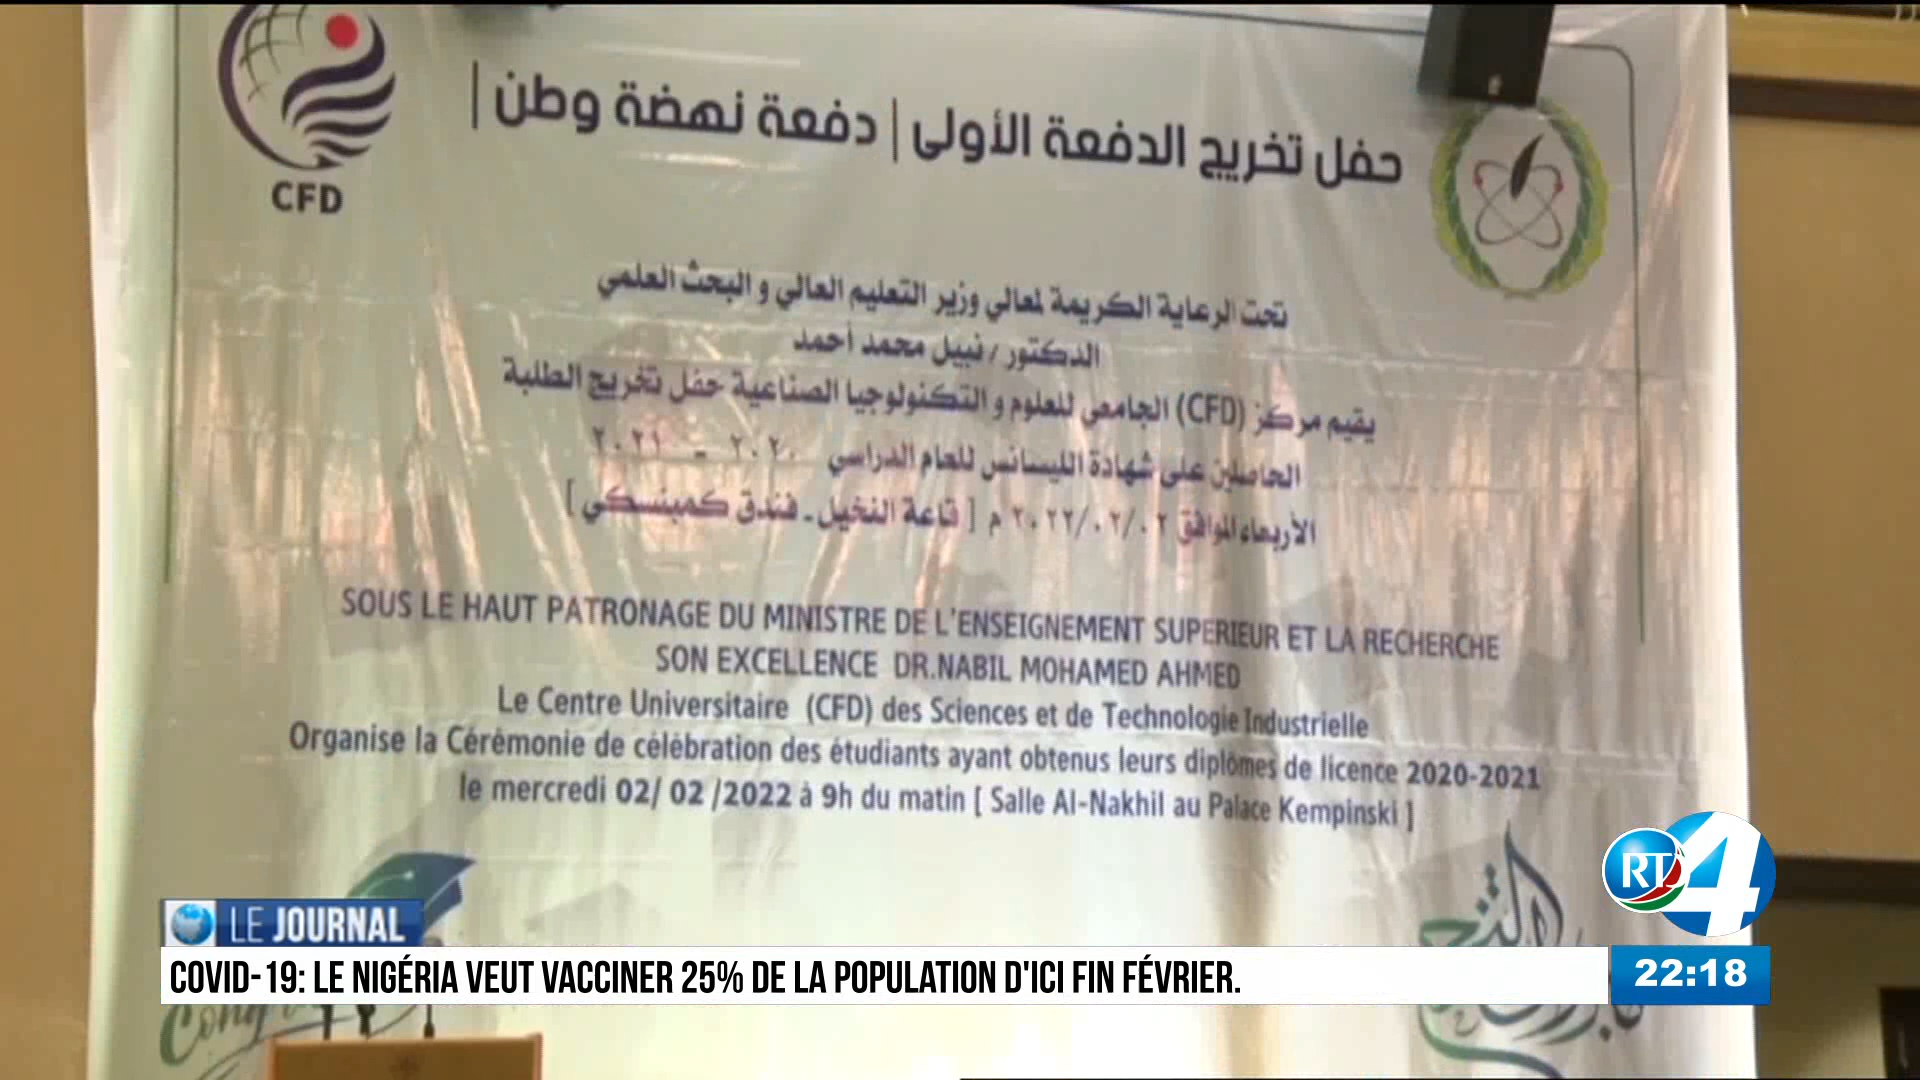 CFD
حفل تخريج الدفعة الأولى | دفعة نهضة وطن |
تحت الرعاية الكريمة لمعالي وزير التعليم العالي و البحث العلمي
الدكتور / نبيل محمد أحمد
يقيم مركز (CFD) الجامعي للعلوم و التكنولوجيا الصناعية حفل تخريج الطلبة
الحاصلين على شهادة الليسانس للعام الدراسي ٢٠٢٠ - ٢٠٢١
الأربعاء الموافق ٢٠٢٢/٠٢/٠٢ م [ قاعة النخيل - فندق كمبنسكي ]
SOUS LE HAUT PATRONAGE DU MINISTRE DE L'ENSEIGNEMENT SUPERIEUR ET LA RECHERCHE
SON EXCELLENCE DR.NABIL MOHAMED AHMED
Le Centre Universitaire (CFD) des Sciences et de Technologie Industrielle
Organise la Cérémonie de célébration des étudiants ayant obtenus leurs diplômes de licence 2020-2021
le mercredi 02/ 02 /2022 à 9h du matin [ Salle Al-Nakhil au Palace Kempinski ]
RTD 4
LE JOURNAL
COVID-19: LE NIGÉRIA VEUT VACCINER 25% DE LA POPULATION D'ICI FIN FÉVRIER.
22:18